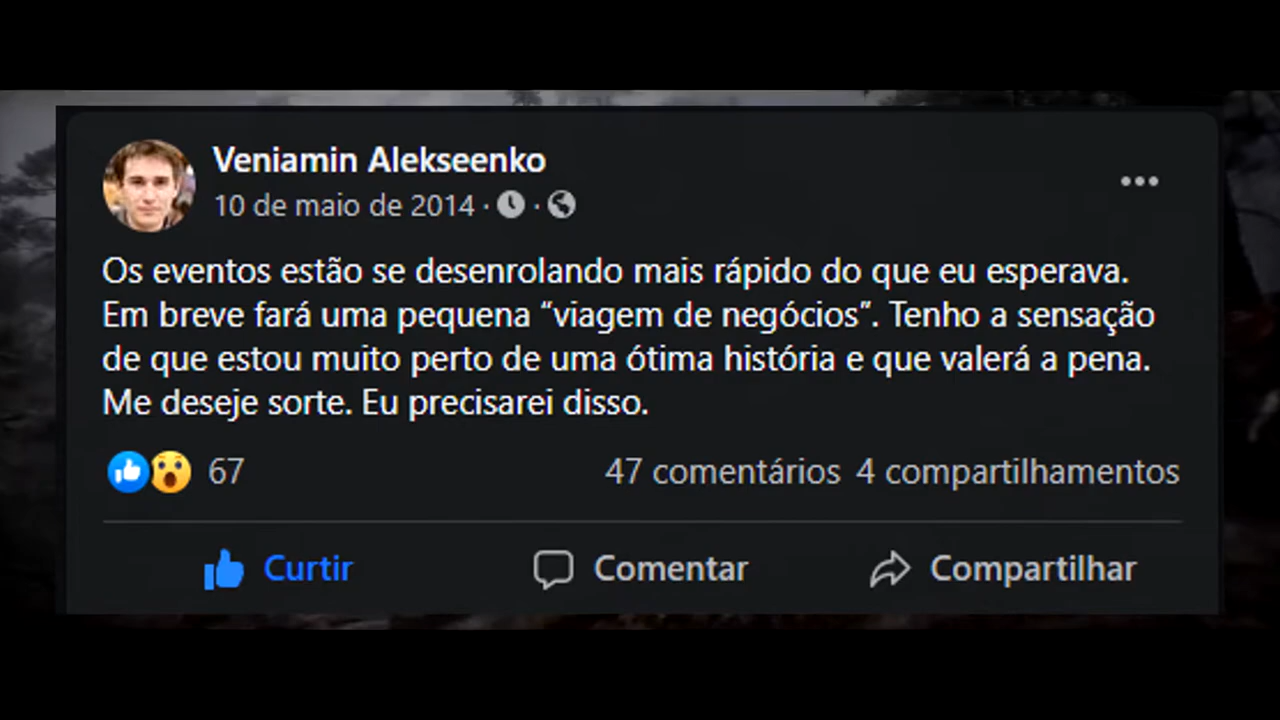 Veniamin Alekseenko
10 de maio de 2014 · ·
Os eventos estão se desenrolando mais rápido do que eu esperava.
Em breve fará uma pequena “viagem de negócios”. Tenho a sensação
de que estou muito perto de uma ótima história e que valerá a pena.
Me deseje sorte. Eu precisarei disso.
67 47 comentários 4 compartilhamentos
Curtir Comentar Compartilhar